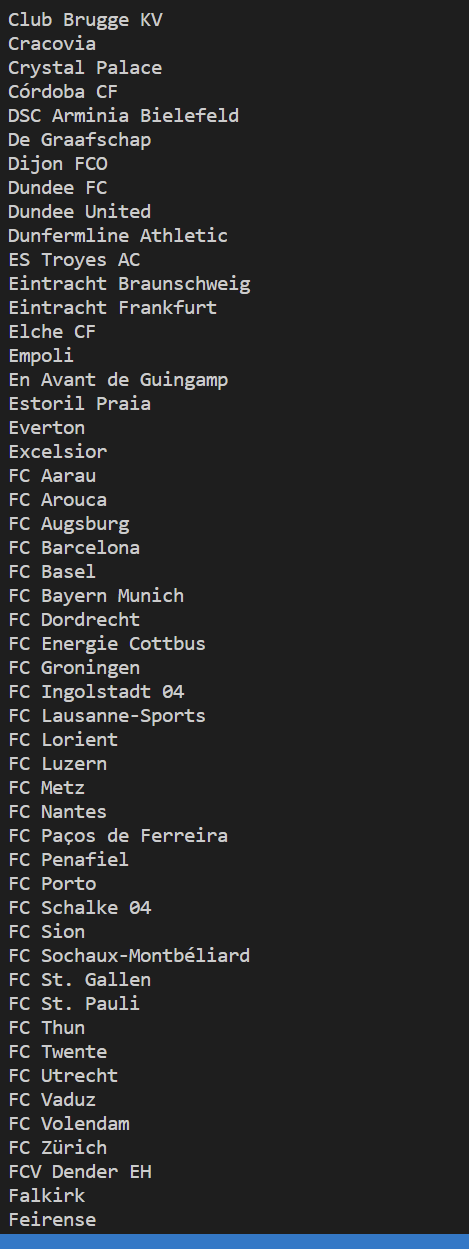 Club Brugge KV
Cracovia
Crystal Palace
Córdoba CF
DSC Arminia Bielefeld
De Graafschap
Dijon FCO
Dundee FC
Dundee United
Dunfermline Athletic
ES Troyes AC
Eintracht Braunschweig
Eintracht Frankfurt
Elche CF
Empoli
En Avant de Guingamp
Estoril Praia
Everton
Excelsior
FC Aarau
FC Arouca
FC Augsburg
FC Barcelona
FC Basel
FC Bayern Munich
FC Dordrecht
FC Energie Cottbus
FC Groningen
FC Ingolstadt 04
FC Lausanne-Sports
FC Lorient
FC Luzern
FC Metz
FC Nantes
FC Paços de Ferreira
FC Penafiel
FC Porto
FC Schalke 04
FC Sion
FC Sochaux-Montbéliard
FC St. Gallen
FC St. Pauli
FC Thun
FC Twente
FC Utrecht
FC Vaduz
FC Volendam
FC Zürich
FCV Dender EH
Falkirk
Feirense